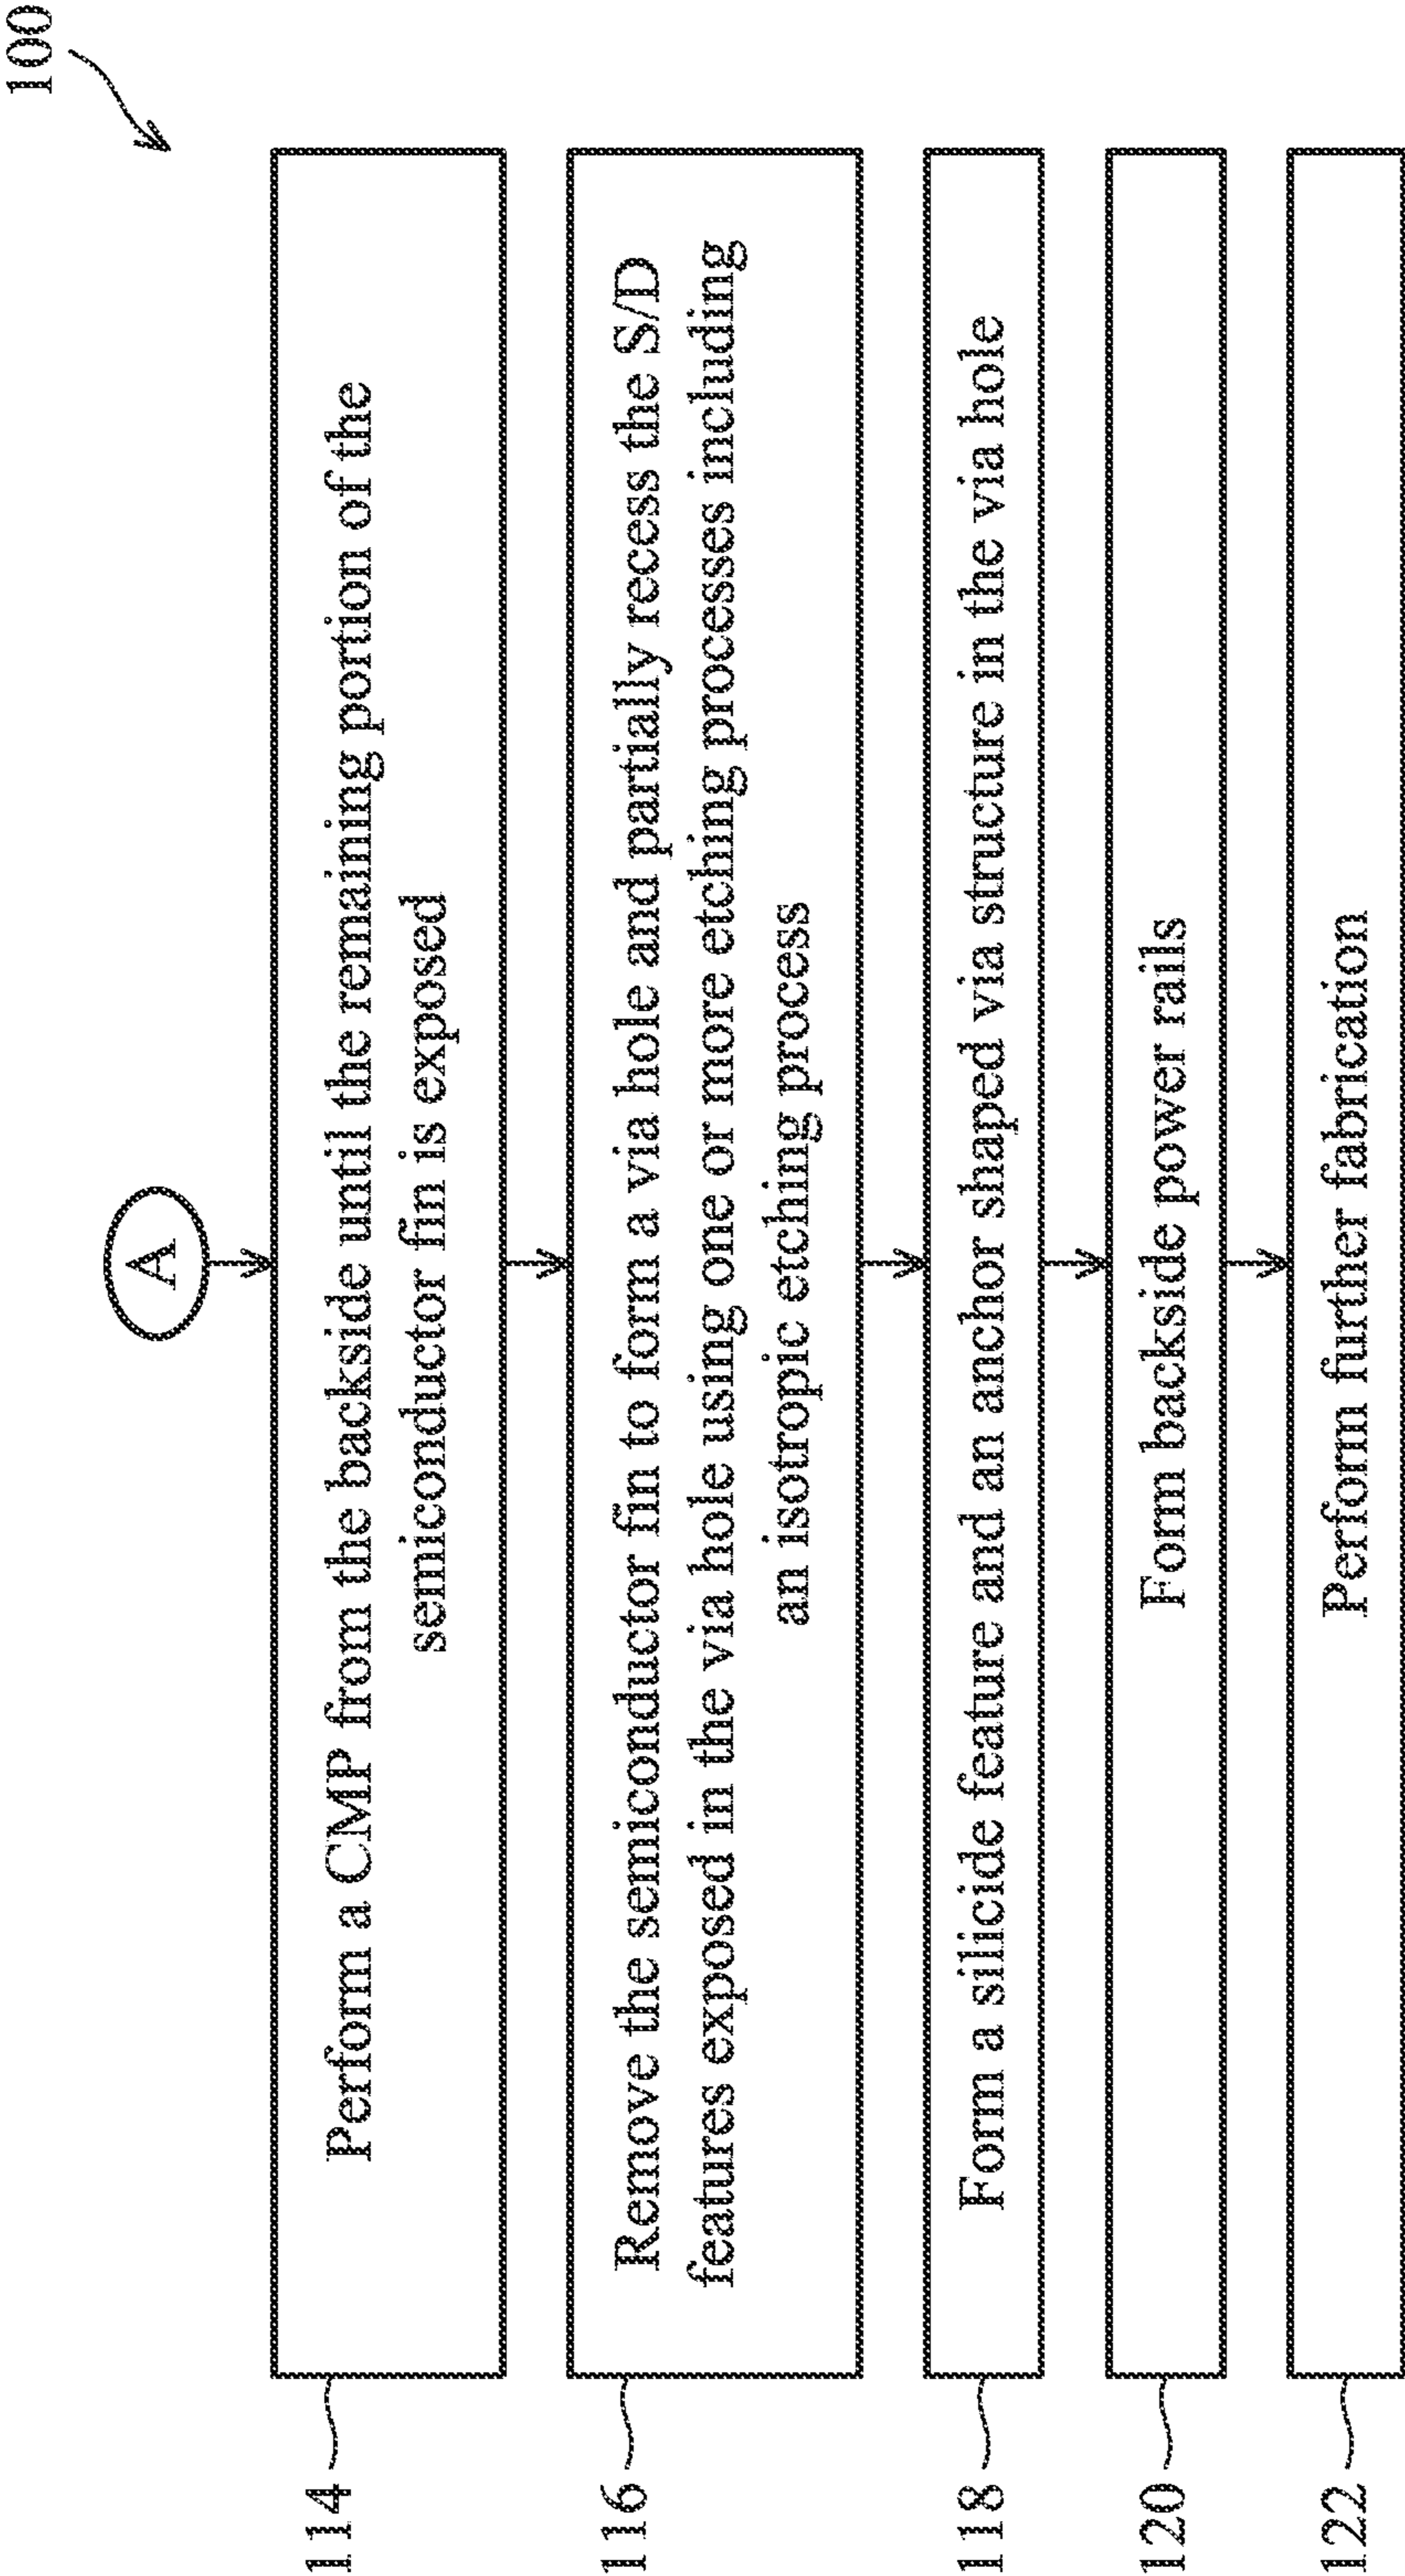 100
A
114
Perform a CMP from the backside until the remaining portion of the
semiconductor fin is exposed
116
Remove the semiconductor fin to form a via hole and partially recess the S/D
features exposed in the via hole using one or more etching processes including
an isotropic etching process
118
Form a silicide feature and an anchor shaped via structure in the via hole
120
Form backside power rails
122
Perform further fabrication